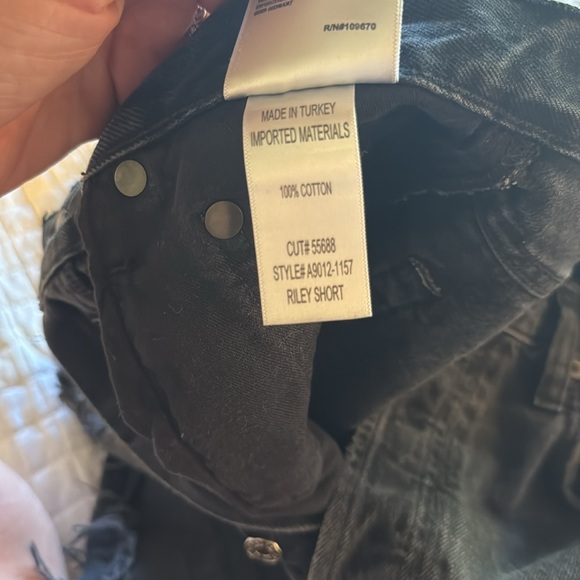 R/N#109670
MADE IN TURKEY
IMPORTED MATERIALS
100% COTTON
CUT# 55688
STYLE# A9012-1157
RILEY SHORT